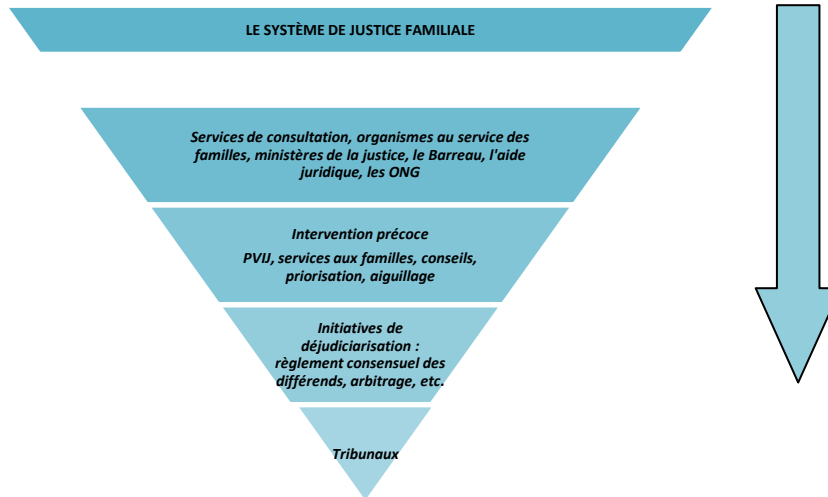 LE SYSTÈME DE JUSTICE FAMILIALE
Services de consultation, organismes au service des
familles, ministères de la justice, le Barreau, l'aide
juridique, les ONG
Intervention précoce
PVIJ, services aux familles, conseils,
priorisation, aiguillage
Initiatives de
déjudiciarisation :
règlement consensuel des
différends, arbitrage, etc.
Tribunaux